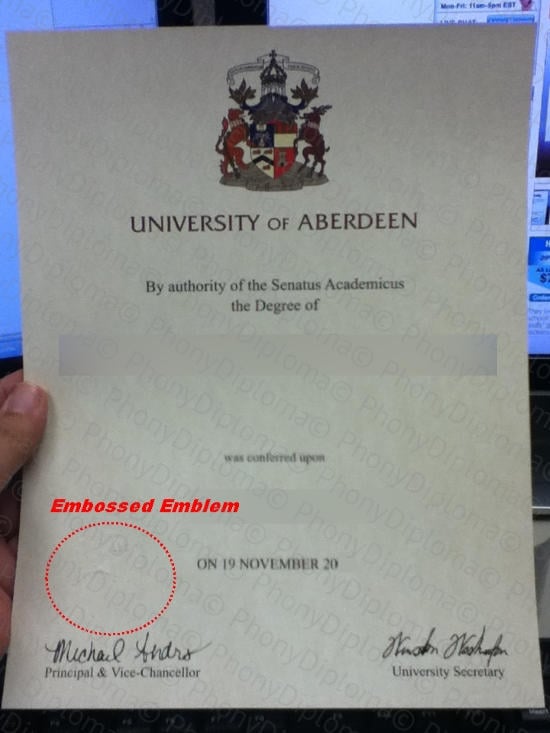 Mon-Fri: 11am-5pm EST
UNIVERSITY OF ABERDEEN
By authority of the Senatus Academicus
the Degree of
was conferred upon
Embossed Emblem
ON 19 NOVEMBER 20
Principal & Vice-Chancellor
University Secretary
PhonyDiploma©